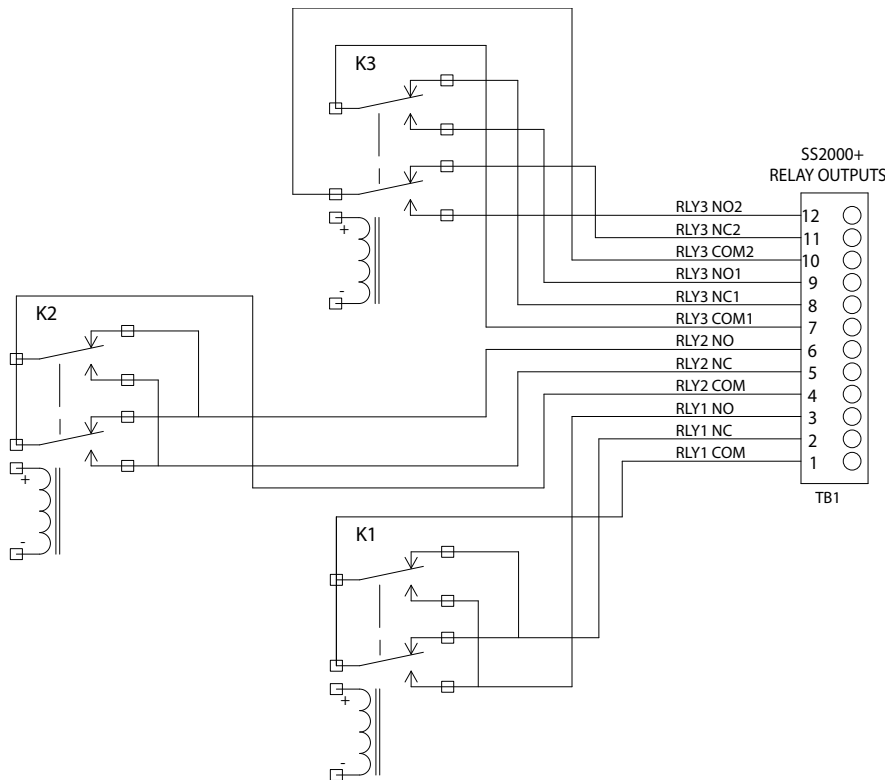 K3
+
-
SS2000+
RELAY OUTPUTS
RLY3 NO2 12
RLY3 NC2 11
RLY3 COM2 10
RLY3 NO1 9
RLY3 NC1 8
RLY3 COM1 7
RLY2 NO 6
RLY2 NC 5
RLY2 COM 4
RLY1 NO 3
RLY1 NC 2
RLY1 COM 1
TB1
K2
+
-
K1
+
-